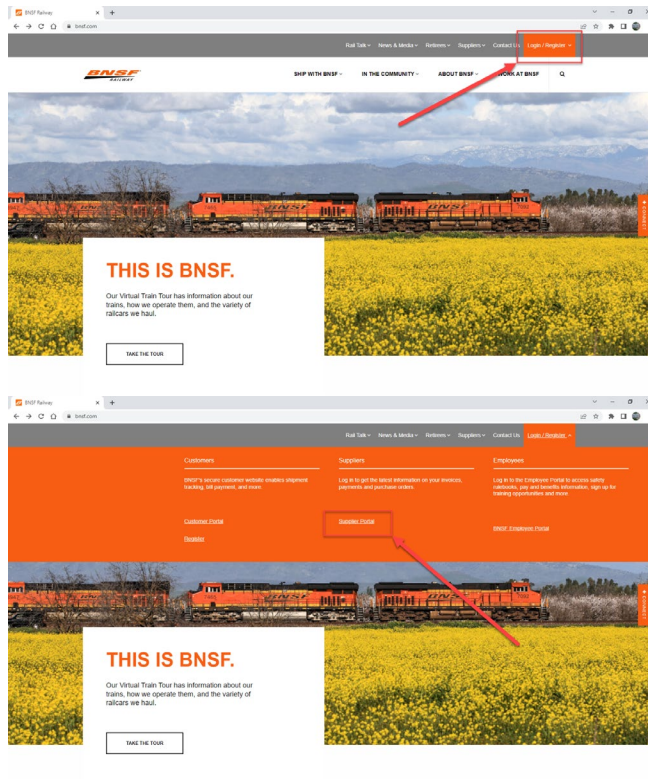 BNSF Railway
bnsf.com
Rail Talk News & Media Retirees Suppliers Contact Us Login / Register
BNSF
RAILWAY
SHIP WITH BNSF IN THE COMMUNITY ABOUT BNSF WORK AT BNSF
THIS IS BNSF.
Our Virtual Train Tour has information about our
trains, how we operate them, and the variety of
railcars we haul.
TAKE THE TOUR
BNSF Railway
bnsf.com
Rail Talk News & Media Retirees Suppliers Contact Us Login / Register
Customers Suppliers Employees
BNSF's secure customer website enables shipment
tracking, bill payment, and more.
Log in to get the latest information on your invoices,
payments and purchase orders.
Log in to the Employee Portal to access safety
rulebooks, pay and benefits information, sign up for
training opportunities and more.
Customer Portal
Register
Supplier Portal
BNSF Employee Portal
THIS IS BNSF.
Our Virtual Train Tour has information about our
trains, how we operate them, and the variety of
railcars we haul.
TAKE THE TOUR